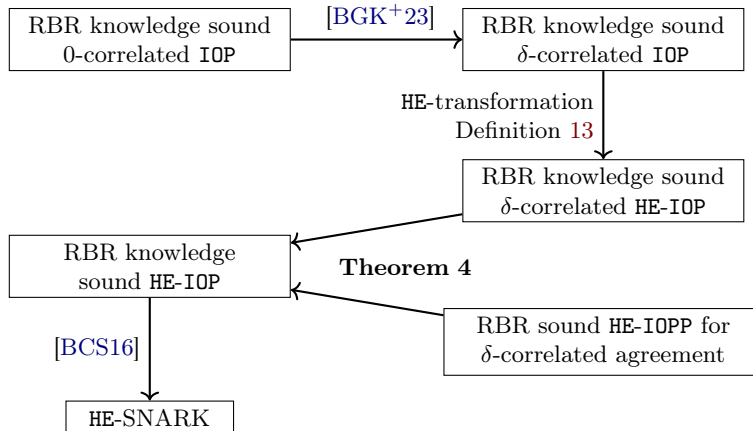 RBR knowledge sound
0-correlated IOP
[BGK+23]
RBR knowledge sound
δ-correlated IOP
HE-transformation
Definition 13
RBR knowledge sound
δ-correlated HE-IOP
RBR knowledge
sound HE-IOP
Theorem 4
RBR sound HE-IOPP for
δ-correlated agreement
[BCS16]
HE-SNARK